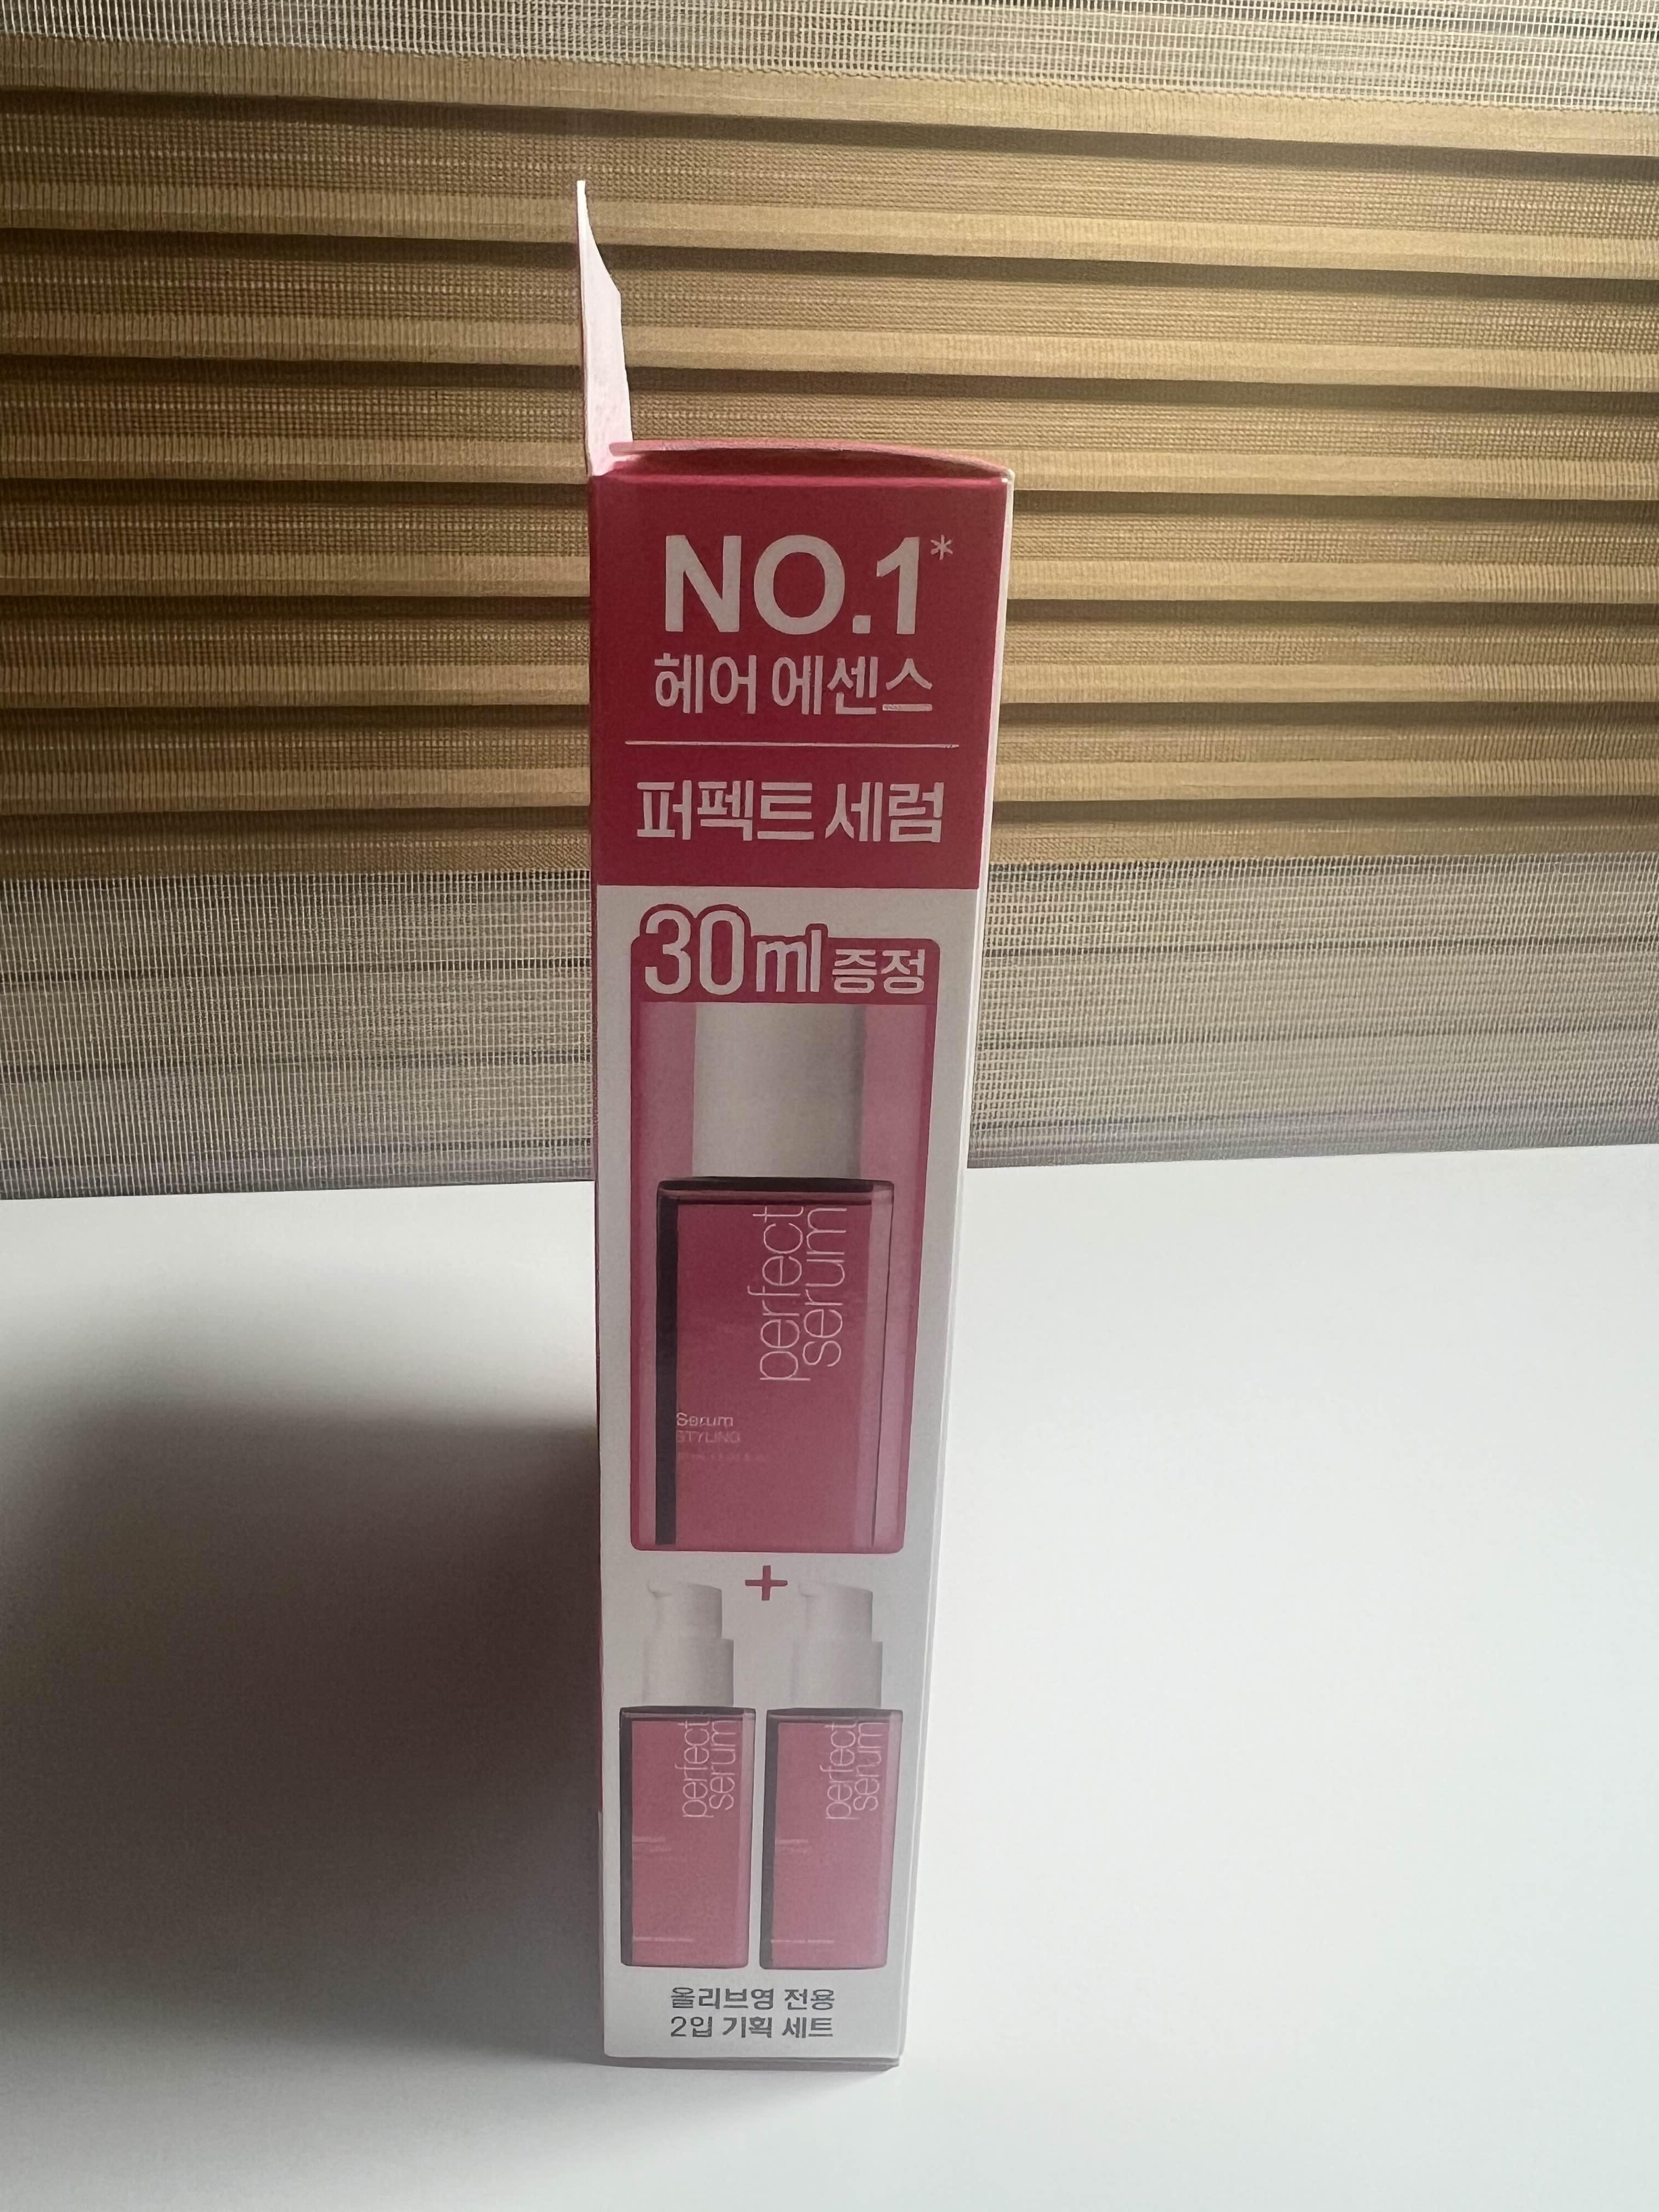 NO.1*
헤어 에센스
퍼펙트 세럼
30ml 증정
perfect
serum
Serum
STYLING
+
perfect
serum
perfect
serum
올리브영 전용
2입 기획 세트